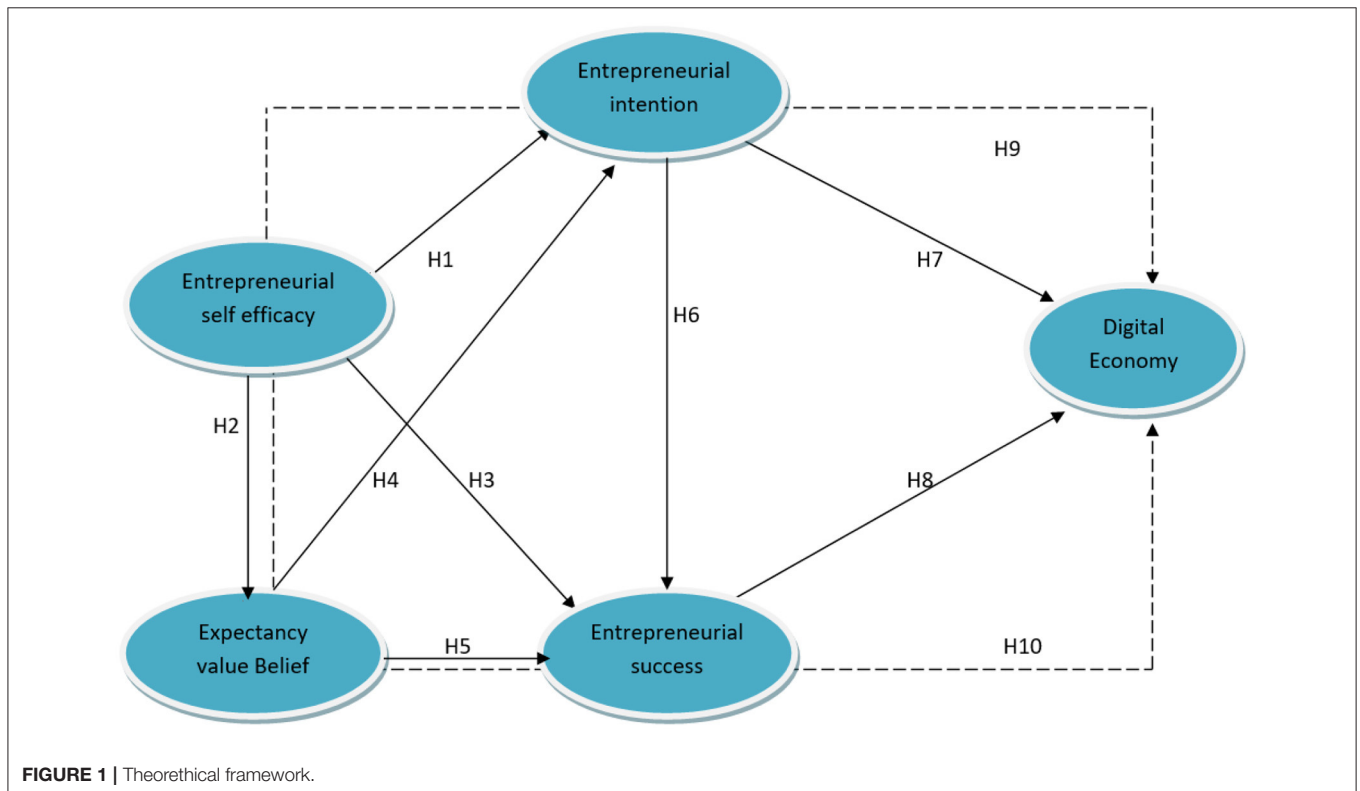 Entrepreneurial
intention
H9
H1
H7
Entrepreneurial
self efficacy
H6
Digital
Economy
H2
H4
H3
H8
Expectancy
value Belief
H5
Entrepreneurial
success
H10
FIGURE 1 | Theorethical framework.